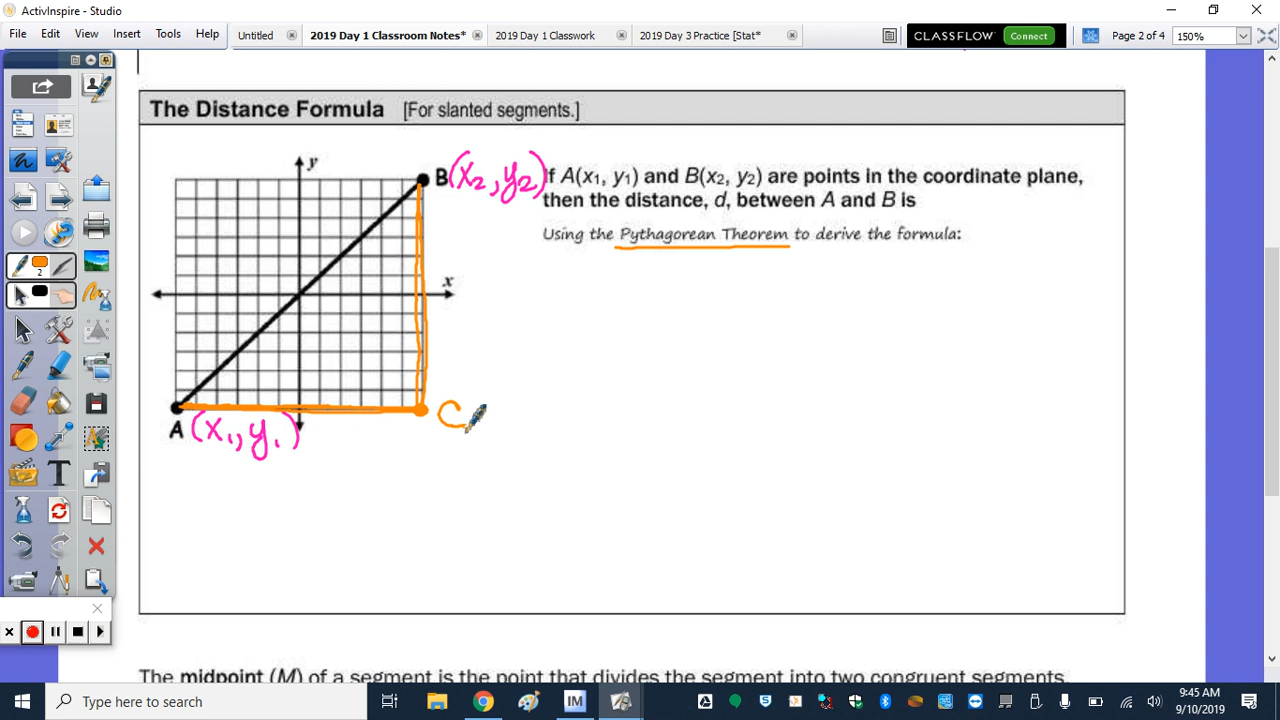 ActivInspire - Studio
File Edit View Insert Tools Help Untitled 2019 Day 1 Classroom Notes* 2019 Day 1 Classwork 2019 Day 3 Practice [Stat* CLASSFLOW Connect Page 2 of 4 150%
The Distance Formula [For slanted segments.]
y
B(x2, y2)
If A(x1, y1) and B(x2, y2) are points in the coordinate plane,
then the distance, d, between A and B is
Using the Pythagorean Theorem to derive the formula:
x
2
T
C
A (x1, y1)
The midpoint (M) of a segment is the point that divides the segment into two congruent segments.
Type here to search
IM
9:45 AM
9/10/2019